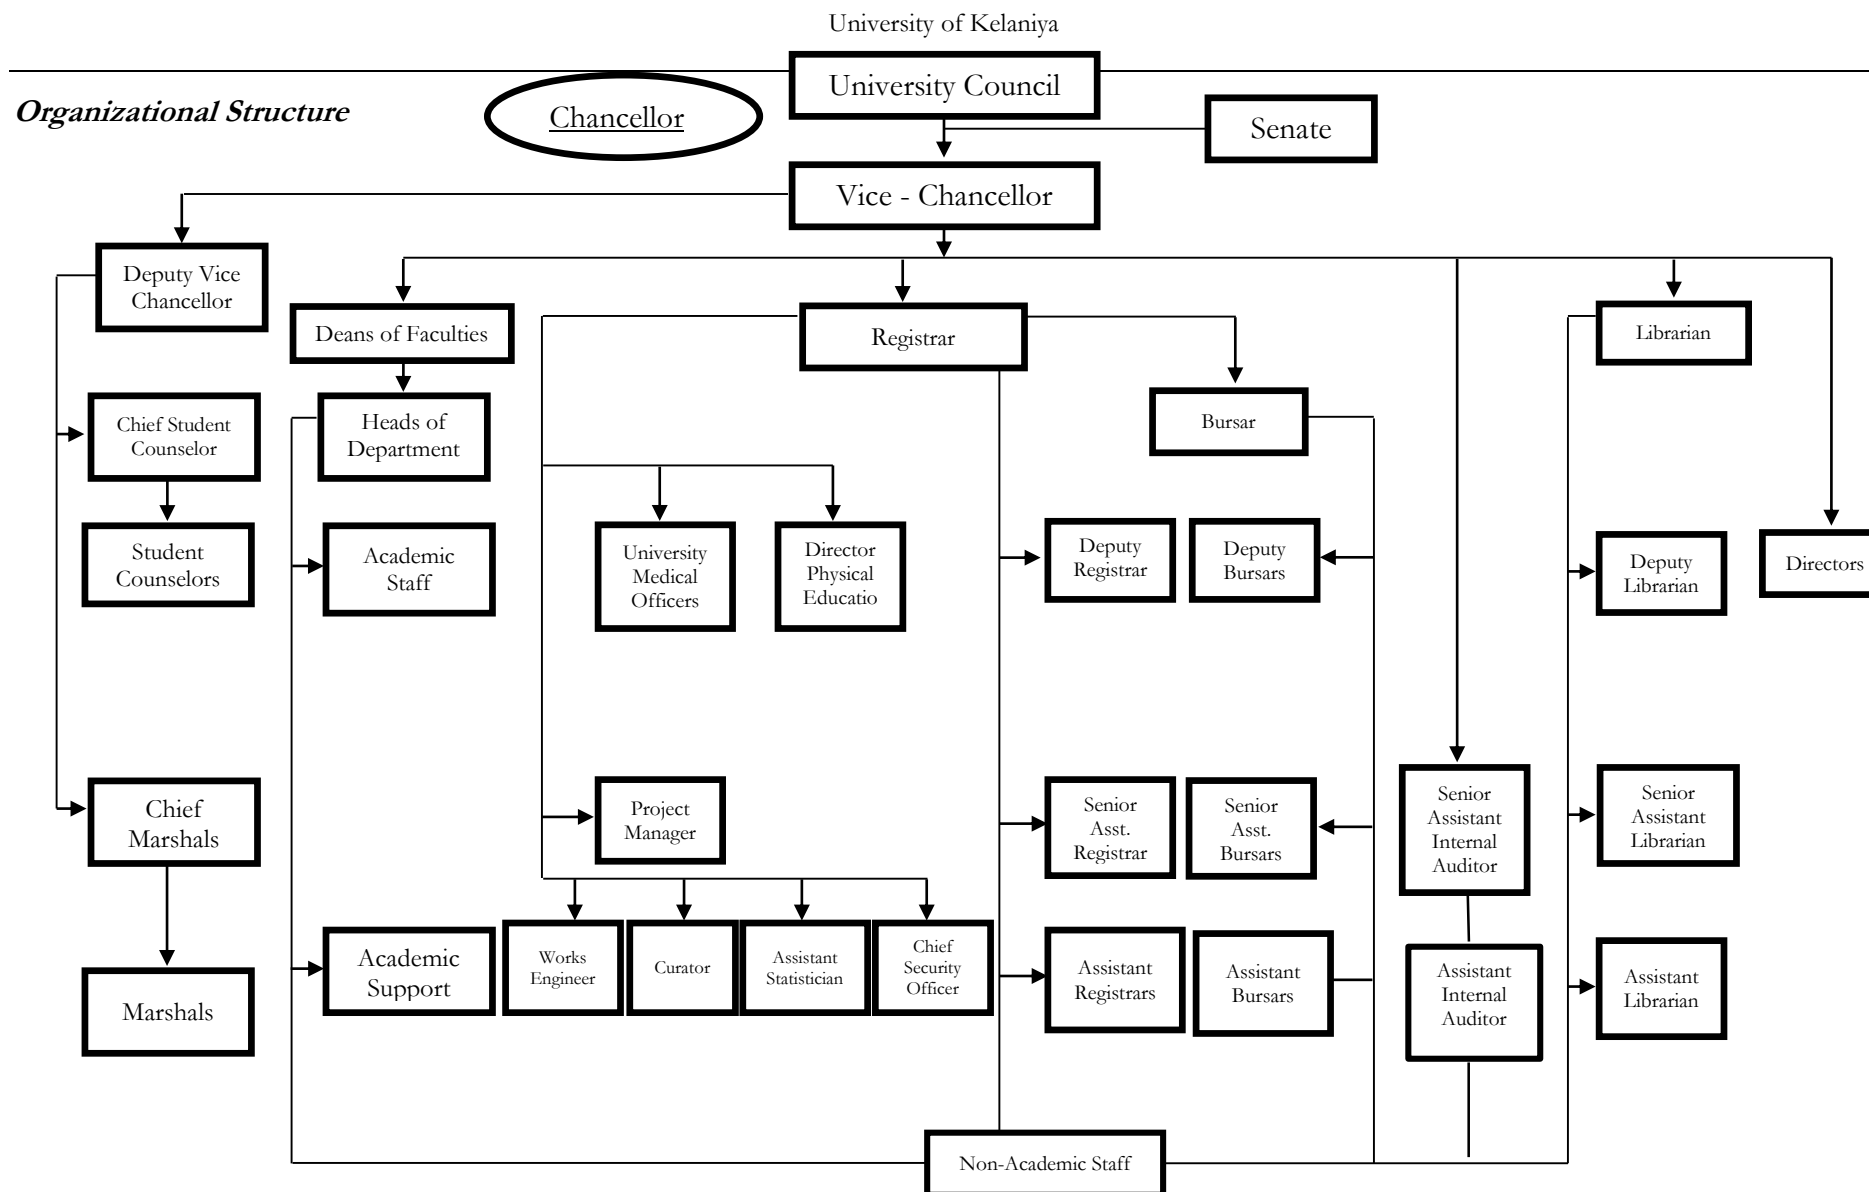 University of Kelaniya
University Council
Organizational Structure
Chancellor
Senate
Vice - Chancellor
Deputy Vice
Chancellor
Deans of Faculties
Registrar
Librarian
Chief Student
Counselor
Heads of
Department
Bursar
Student
Counselors
Academic
Staff
University
Medical
Officers
Director
Physical
Educatio
Deputy
Registrar
Deputy
Bursars
Deputy
Librarian
Directors
Chief
Marshals
Project
Manager
Senior
Asst.
Registrar
Senior
Asst.
Bursars
Senior
Assistant
Internal
Auditor
Senior
Assistant
Librarian
Marshals
Academic
Support
Works
Engineer
Curator
Assistant
Statistician
Chief
Security
Officer
Assistant
Registrars
Assistant
Bursars
Assistant
Internal
Auditor
Assistant
Librarian
Non-Academic Staff